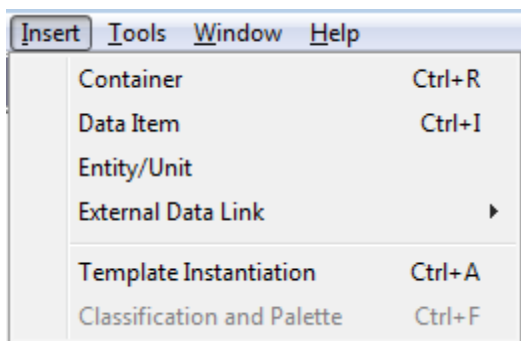 Insert Tools Window Help
Container Ctrl+R
Data Item Ctrl+I
Entity/Unit
External Data Link
Template Instantiation Ctrl+A
Classification and Palette Ctrl+F